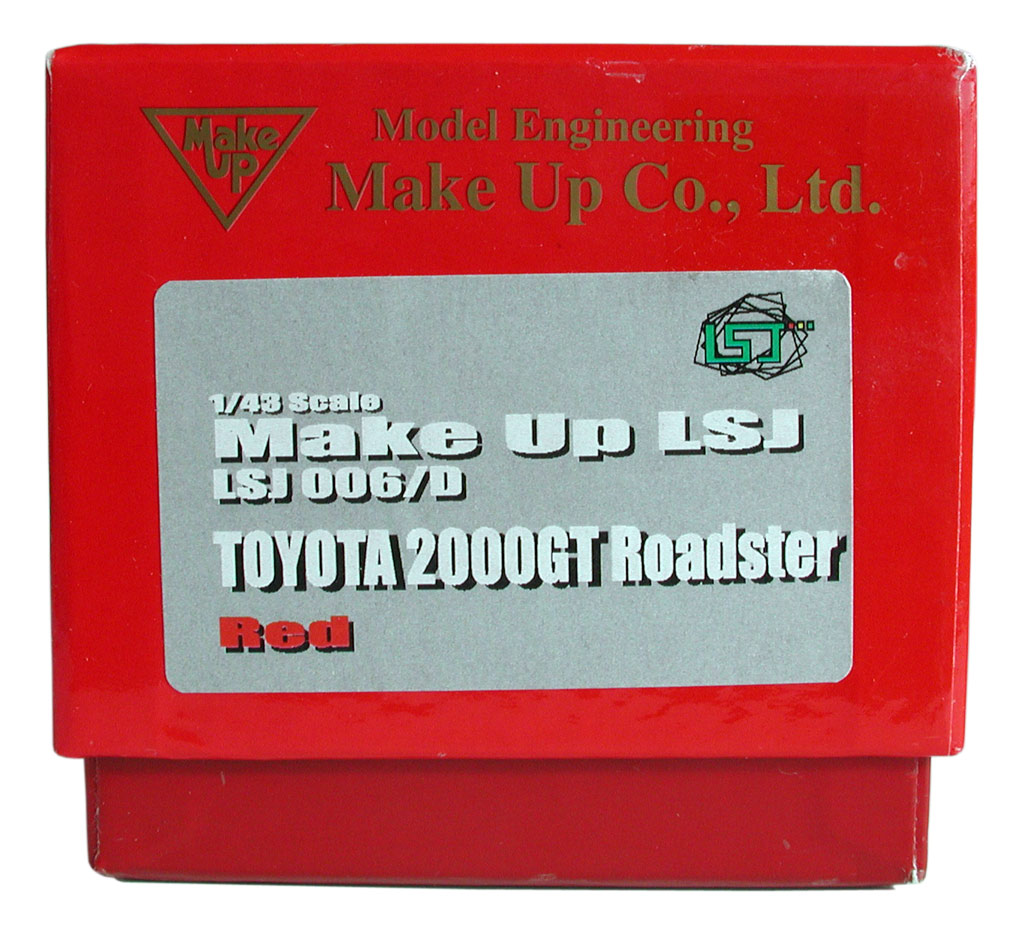 Make
Up
Model Engineering
Make Up Co., Ltd.
LSJ
1/43 Scale
Make Up LSJ
LSJ 006/D
TOYOTA 2000GT Roadster
Red